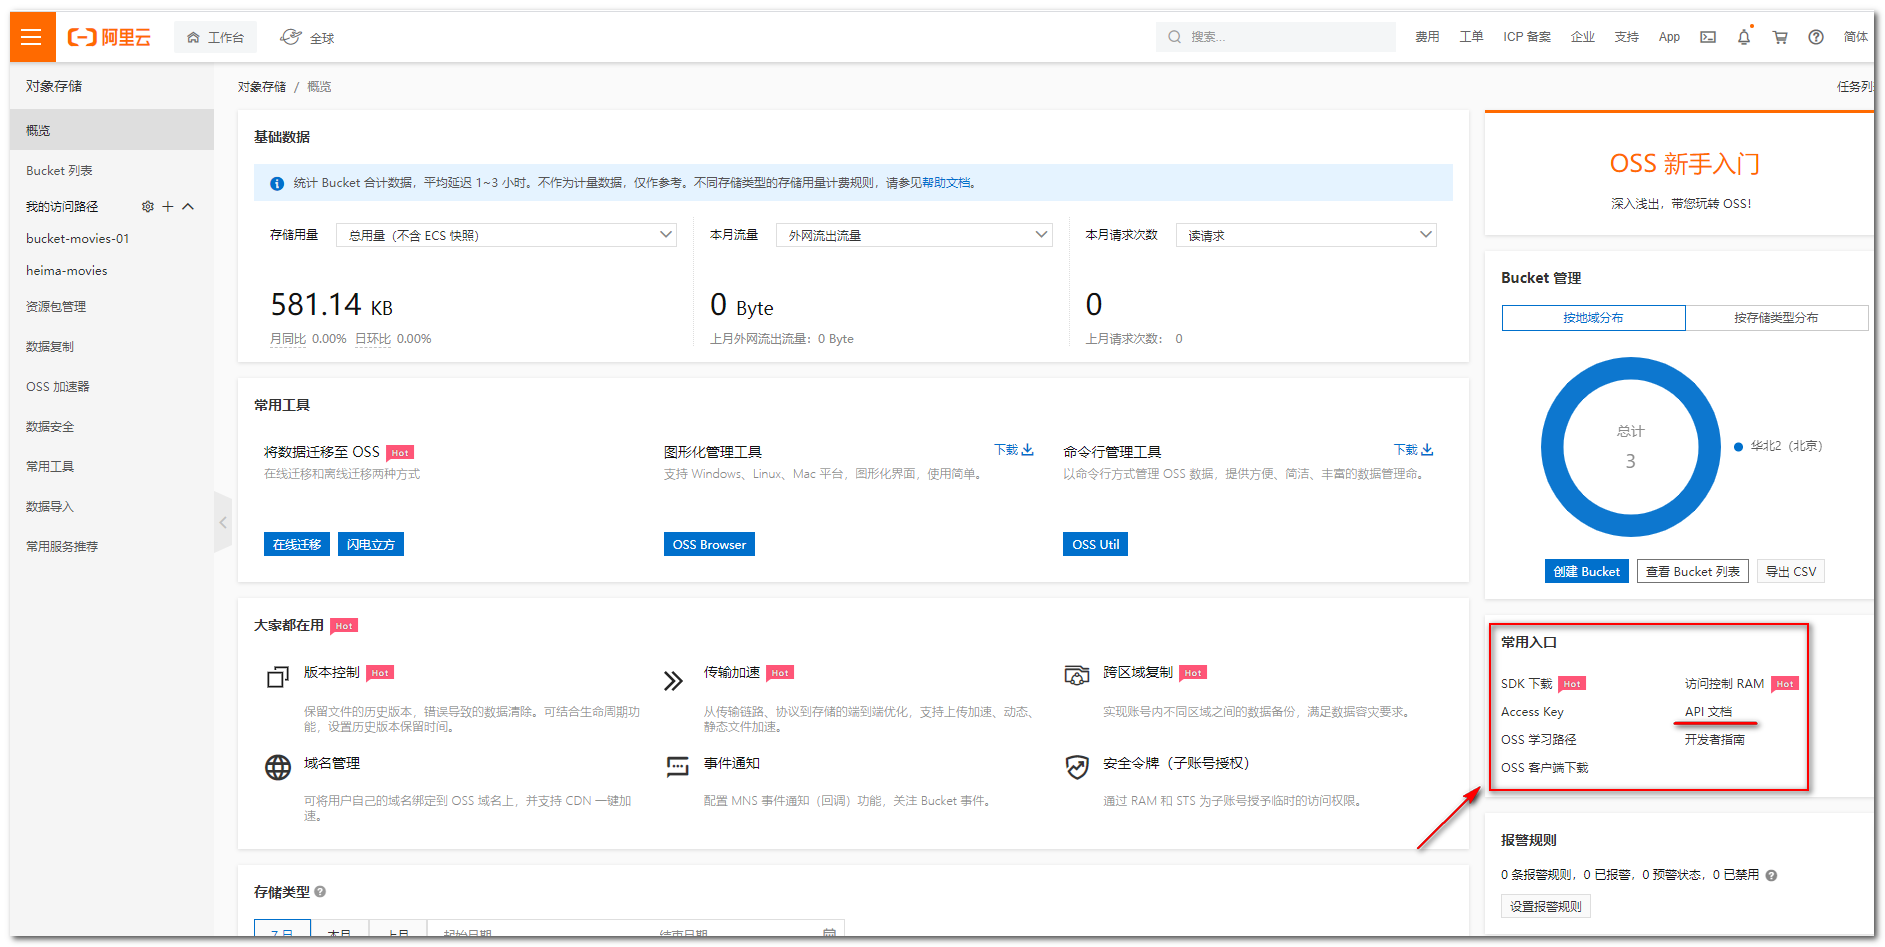 阿里云
工作台
全球
搜索...
费用
工单
ICP 备案
企业
支持
App
简体
对象存储
概览
Bucket 列表
我的访问路径
bucket-movies-01
heima-movies
资源包管理
数据复制
OSS 加速器
数据安全
常用工具
数据导入
常用服务推荐
对象存储 / 概览
任务列
基础数据
统计 Bucket 合计数据，平均延迟 1~3 小时。不作为计量数据，仅作参考。不同存储类型的存储用量计费规则，请参见帮助文档。
存储用量
总用量（不含 ECS 快照）
581.14 KB
月同比 0.00% 日环比 0.00%
本月流量
外网流出流量
0 Byte
上月外网流出流量：0 Byte
本月请求次数
读请求
0
上月请求次数： 0
常用工具
将数据迁移至 OSS Hot
在线迁移和离线迁移两种方式
在线迁移
闪电立方
图形化管理工具
下载
支持 Windows、Linux、Mac 平台，图形化界面，使用简单。
OSS Browser
命令行管理工具
下载
以命令行方式管理 OSS 数据，提供方便、简洁、丰富的数据管理命。
OSS Util
大家都在用 Hot
版本控制 Hot
保留文件的历史版本，错误导致的数据清除。可结合生命周期功
能，设置历史版本保留时间。
传输加速 Hot
从传输链路、协议到存储的端到端优化，支持上传加速、动态、
静态文件加速。
跨区域复制 Hot
实现账号内不同区域之间的数据备份，满足数据容灾要求。
域名管理
可将用户自己的域名绑定到 OSS 域名上，并支持 CDN 一键加
速。
事件通知
配置 MNS 事件通知（回调）功能，关注 Bucket 事件。
安全令牌（子账号授权）
通过 RAM 和 STS 为子账号授予临时的访问权限。
存储类型
7 日
本月
上月
起始日期
结束日期
OSS 新手入门
深入浅出，带您玩转 OSS！
Bucket 管理
按地域分布
按存储类型分布
总计
3
华北2（北京）
创建 Bucket
查看 Bucket 列表
导出 CSV
常用入口
SDK 下载 Hot
访问控制 RAM Hot
Access Key
API 文档
OSS 学习路径
开发者指南
OSS 客户端下载
报警规则
0 条报警规则，0 已报警，0 预警状态，0 已禁用
设置报警规则